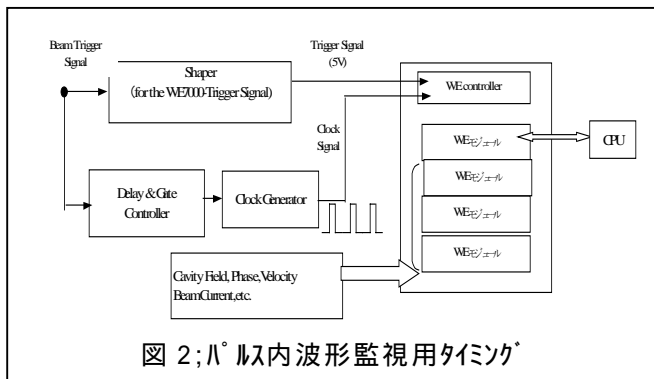 Beam Trigger
Signal
Shaper
(for the WE7000-Trigger Signal)
Trigger Signal
(5V)
WE controller
Clock
Signal
WEモジュール
CPU
WEモジュール
WEモジュール
WEモジュール
Delay & Gate
Controller
Clock Generator
Cavity Field, Phase, Velocity
BeamCurrent, etc.
図 2;ﾊﾟﾙｽ内波形監視用ﾀｲﾐﾝｸﾞ